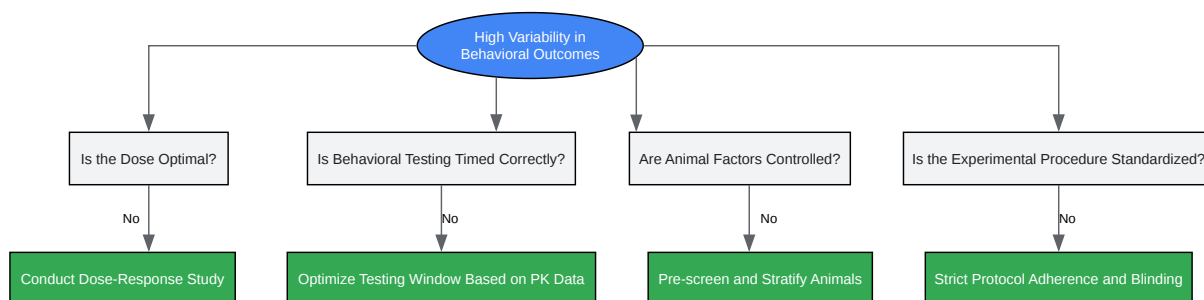 High Variability in
Behavioral Outcomes
Is the Dose Optimal?
Is Behavioral Testing Timed Correctly?
Are Animal Factors Controlled?
Is the Experimental Procedure Standardized?
No
No
No
No
Conduct Dose-Response Study
Optimize Testing Window Based on PK Data
Pre-screen and Stratify Animals
Strict Protocol Adherence and Blinding